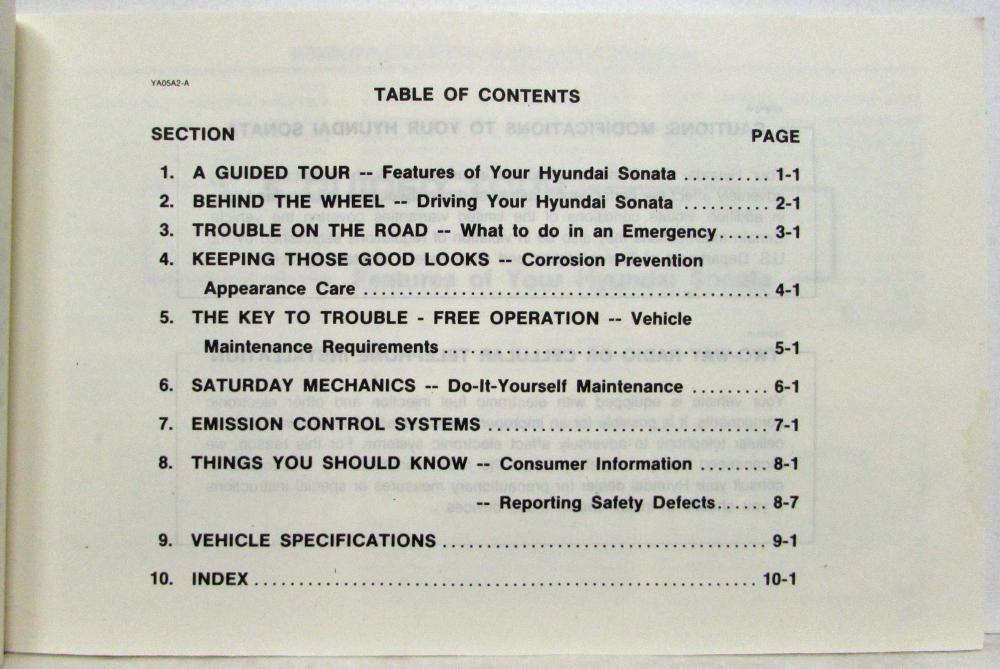 YA05A2-A
TABLE OF CONTENTS
SECTION PAGE
1. A GUIDED TOUR -- Features of Your Hyundai Sonata .......... 1-1
2. BEHIND THE WHEEL -- Driving Your Hyundai Sonata .......... 2-1
3. TROUBLE ON THE ROAD -- What to do in an Emergency...... 3-1
4. KEEPING THOSE GOOD LOOKS -- Corrosion Prevention
Appearance Care ................................................ 4-1
5. THE KEY TO TROUBLE - FREE OPERATION -- Vehicle
Maintenance Requirements...................................... 5-1
6. SATURDAY MECHANICS -- Do-It-Yourself Maintenance ......... 6-1
7. EMISSION CONTROL SYSTEMS ................................. 7-1
8. THINGS YOU SHOULD KNOW -- Consumer Information ........ 8-1
-- Reporting Safety Defects...... 8-7
9. VEHICLE SPECIFICATIONS ...................................... 9-1
10. INDEX ........................................................... 10-1